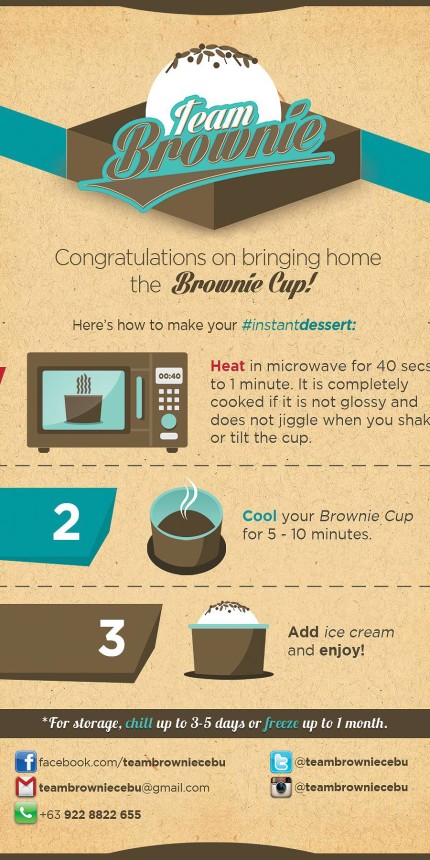 Team
Brownie
Congratulations on bringing home
the Brownie Cup!
Here's how to make your #instantdessert:
00:40
Heat in microwave for 40 secs
to 1 minute. It is completely
cooked if it is not glossy and
does not jiggle when you shak
or tilt the cup.
2
Cool your Brownie Cup
for 5 - 10 minutes.
3
Add ice cream
and enjoy!
*For storage, chill up to 3-5 days or freeze up to 1 month.
facebook.com/teambrowniecebu
@teambrowniecebu
teambrowniecebu@gmail.com
@teambrowniecebu
+63 922 8822 655